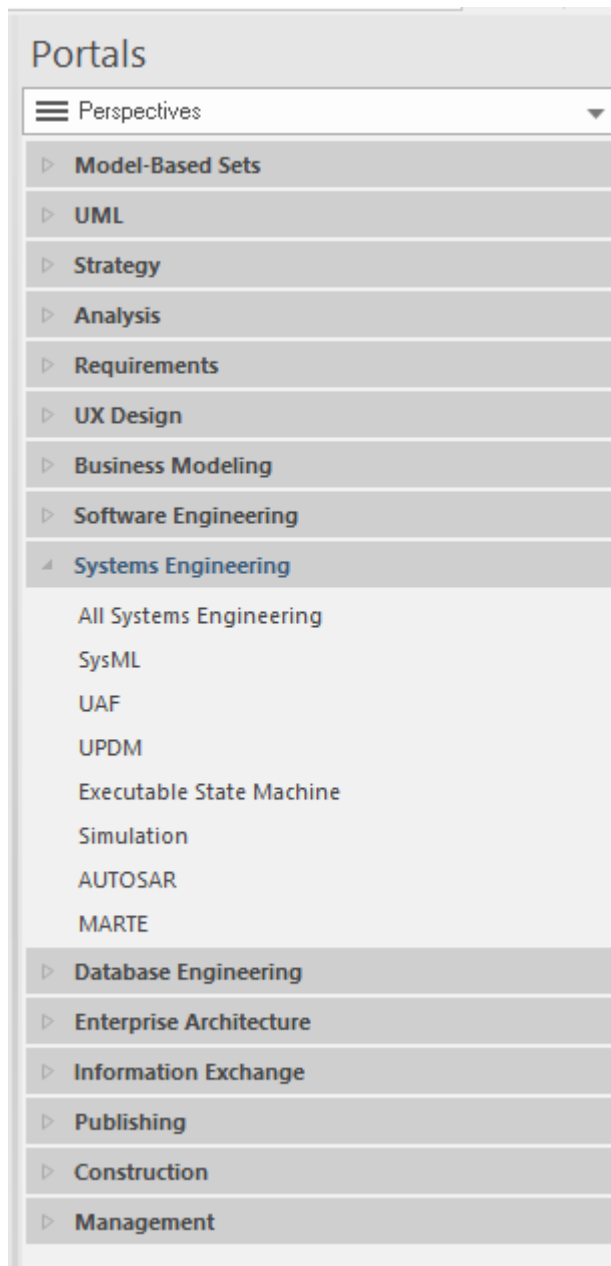 Portals
Perspectives
Model-Based Sets
UML
Strategy
Analysis
Requirements
UX Design
Business Modeling
Software Engineering
Systems Engineering
All Systems Engineering
SysML
UAF
UPDM
Executable State Machine
Simulation
AUTOSAR
MARTE
Database Engineering
Enterprise Architecture
Information Exchange
Publishing
Construction
Management